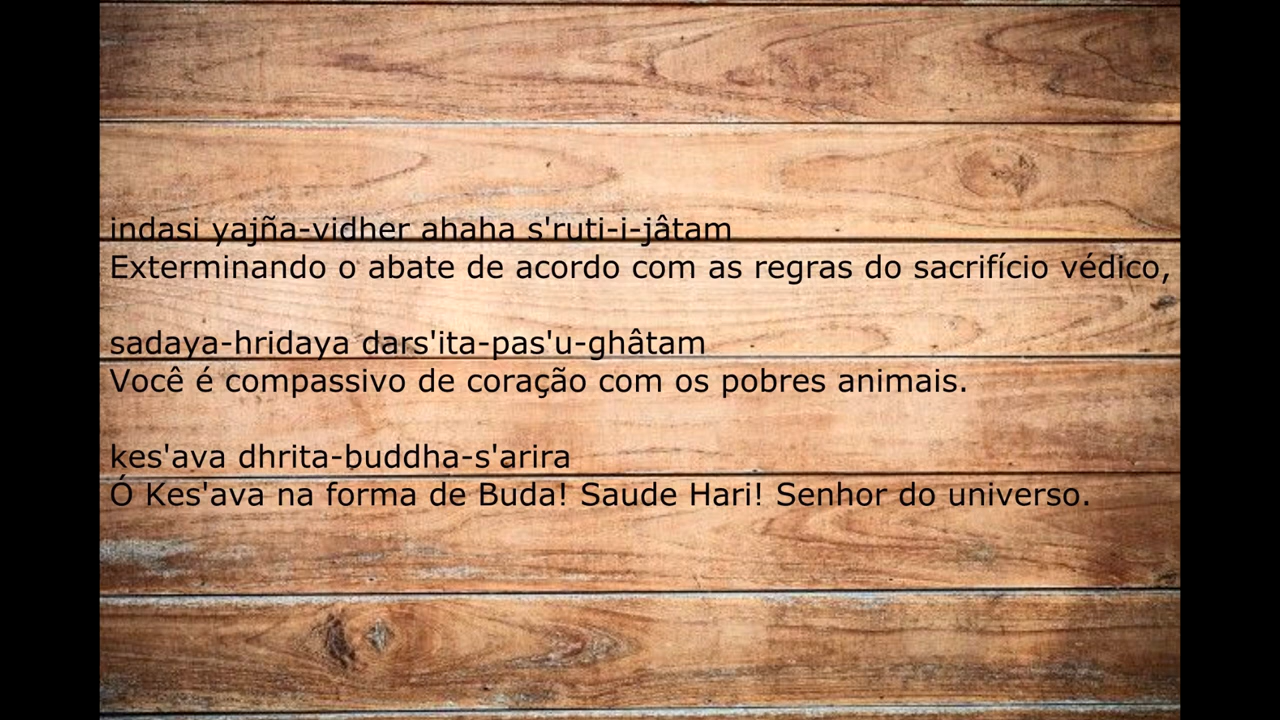 indasi yajña-vidher ahaha s'ruti-i-jâtam
Exterminando o abate de acordo com as regras do sacrifício védico,
sadaya-hridaya dars'ita-pas'u-ghâtam
Você é compassivo de coração com os pobres animais.
kes'ava dhrita-buddha-s'arira
Ó Kes'ava na forma de Buda! Saude Hari! Senhor do universo.